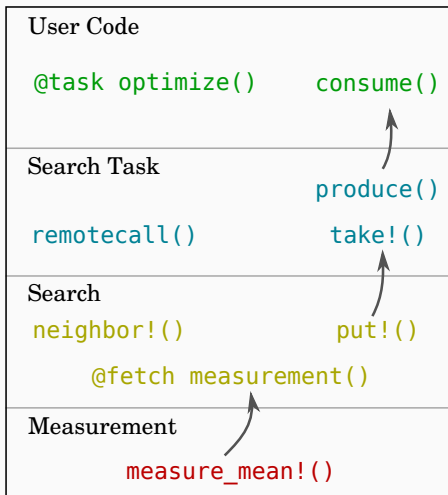 User Code
@task optimize() consume()
Search Task
produce()
remotecall() take!()
Search
neighbor!() put!()
@fetch measurement()
Measurement
measure_mean!()